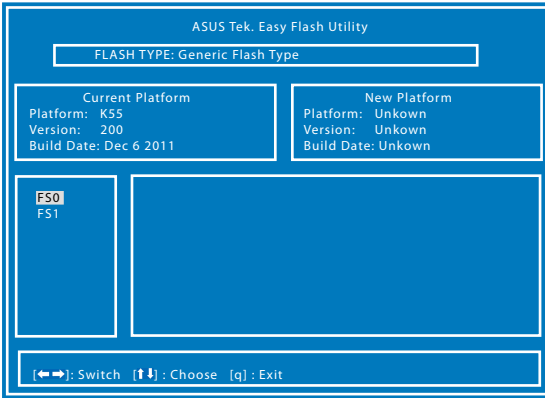 ASUS Tek. Easy Flash Utility
FLASH TYPE: Generic Flash Type
Current Platform
Platform: K55
Version: 200
Build Date: Dec 6 2011
New Platform
Platform: Unkown
Version: Unkown
Build Date: Unkown
FS0
FS1
[←→]: Switch [↑↓] : Choose [q] : Exit